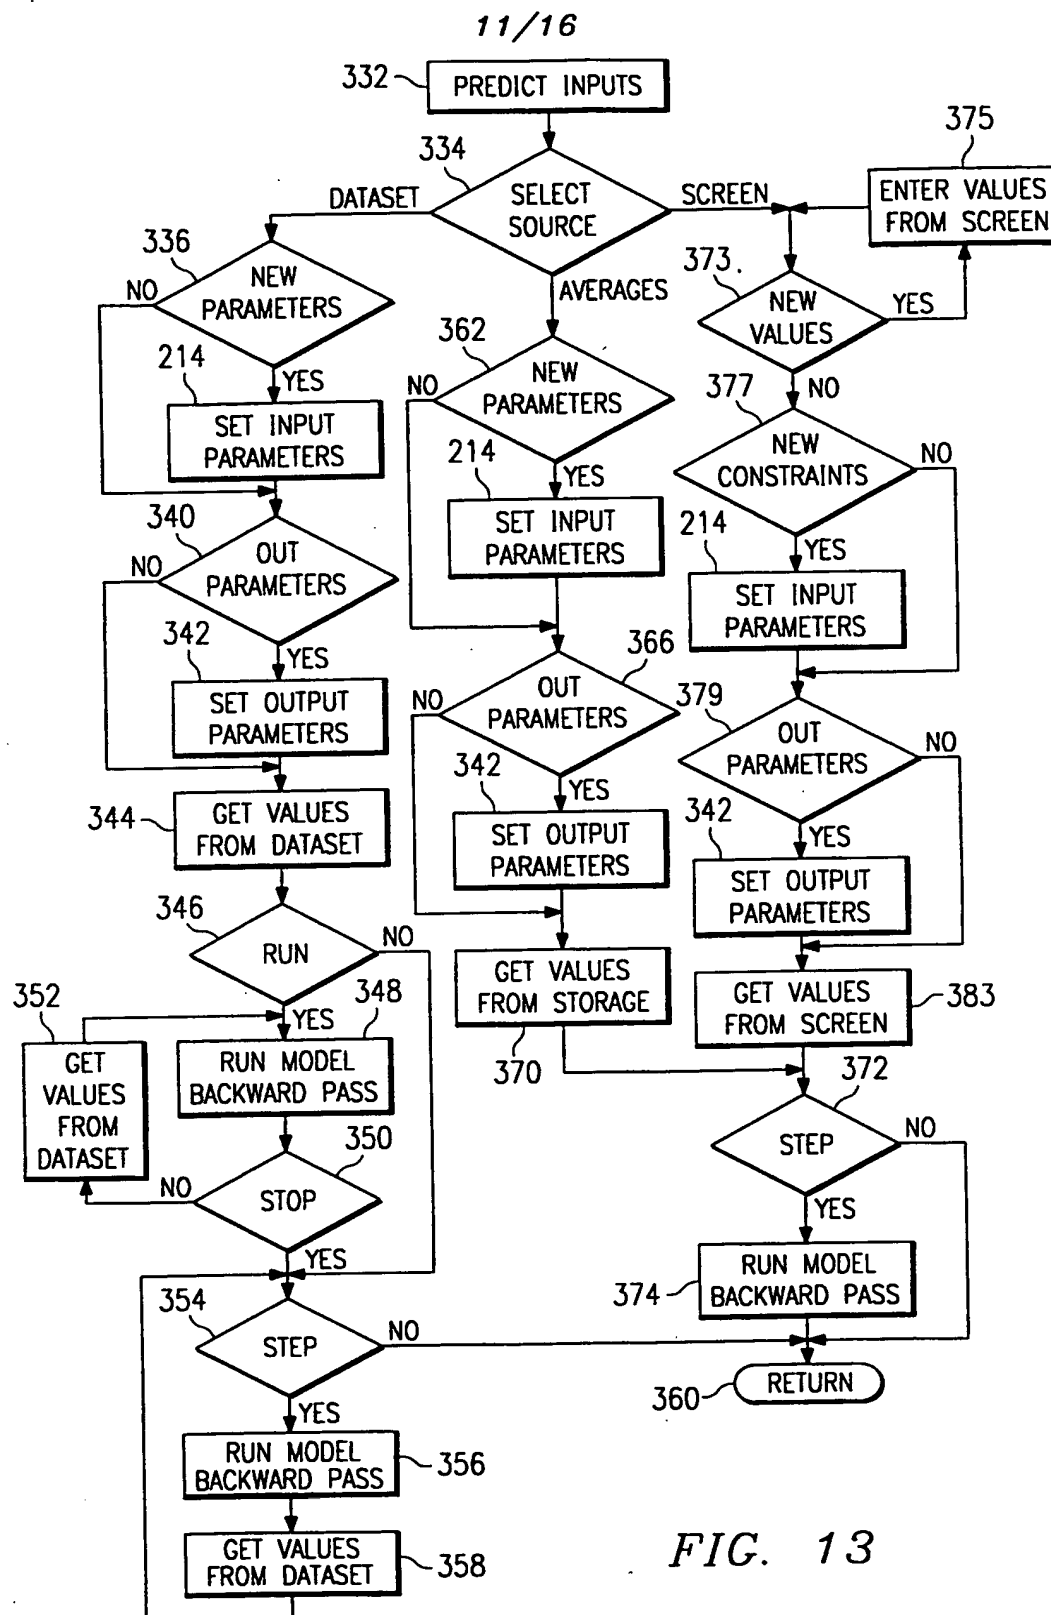 11/16
332
PREDICT INPUTS
334
SELECT
SOURCE
DATASET
SCREEN
AVERAGES
375
ENTER VALUES
FROM SCREEN
336
NEW
PARAMETERS
NO
YES
214
SET INPUT
PARAMETERS
340
OUT
PARAMETERS
NO
YES
342
SET OUTPUT
PARAMETERS
344
GET VALUES
FROM DATASET
346
RUN
NO
YES
348
RUN MODEL
BACKWARD PASS
352
GET
VALUES
FROM
DATASET
350
STOP
NO
YES
354
STEP
NO
YES
RUN MODEL
BACKWARD PASS
356
GET VALUES
FROM DATASET
358
362
NEW
PARAMETERS
NO
YES
214
SET INPUT
PARAMETERS
366
OUT
PARAMETERS
NO
YES
342
SET OUTPUT
PARAMETERS
GET VALUES
FROM STORAGE
370
373
NEW
VALUES
YES
NO
377
NEW
CONSTRAINTS
NO
YES
214
SET INPUT
PARAMETERS
379
OUT
PARAMETERS
NO
YES
342
SET OUTPUT
PARAMETERS
GET VALUES
FROM SCREEN
383
372
STEP
NO
YES
374
RUN MODEL
BACKWARD PASS
360
RETURN
FIG. 13